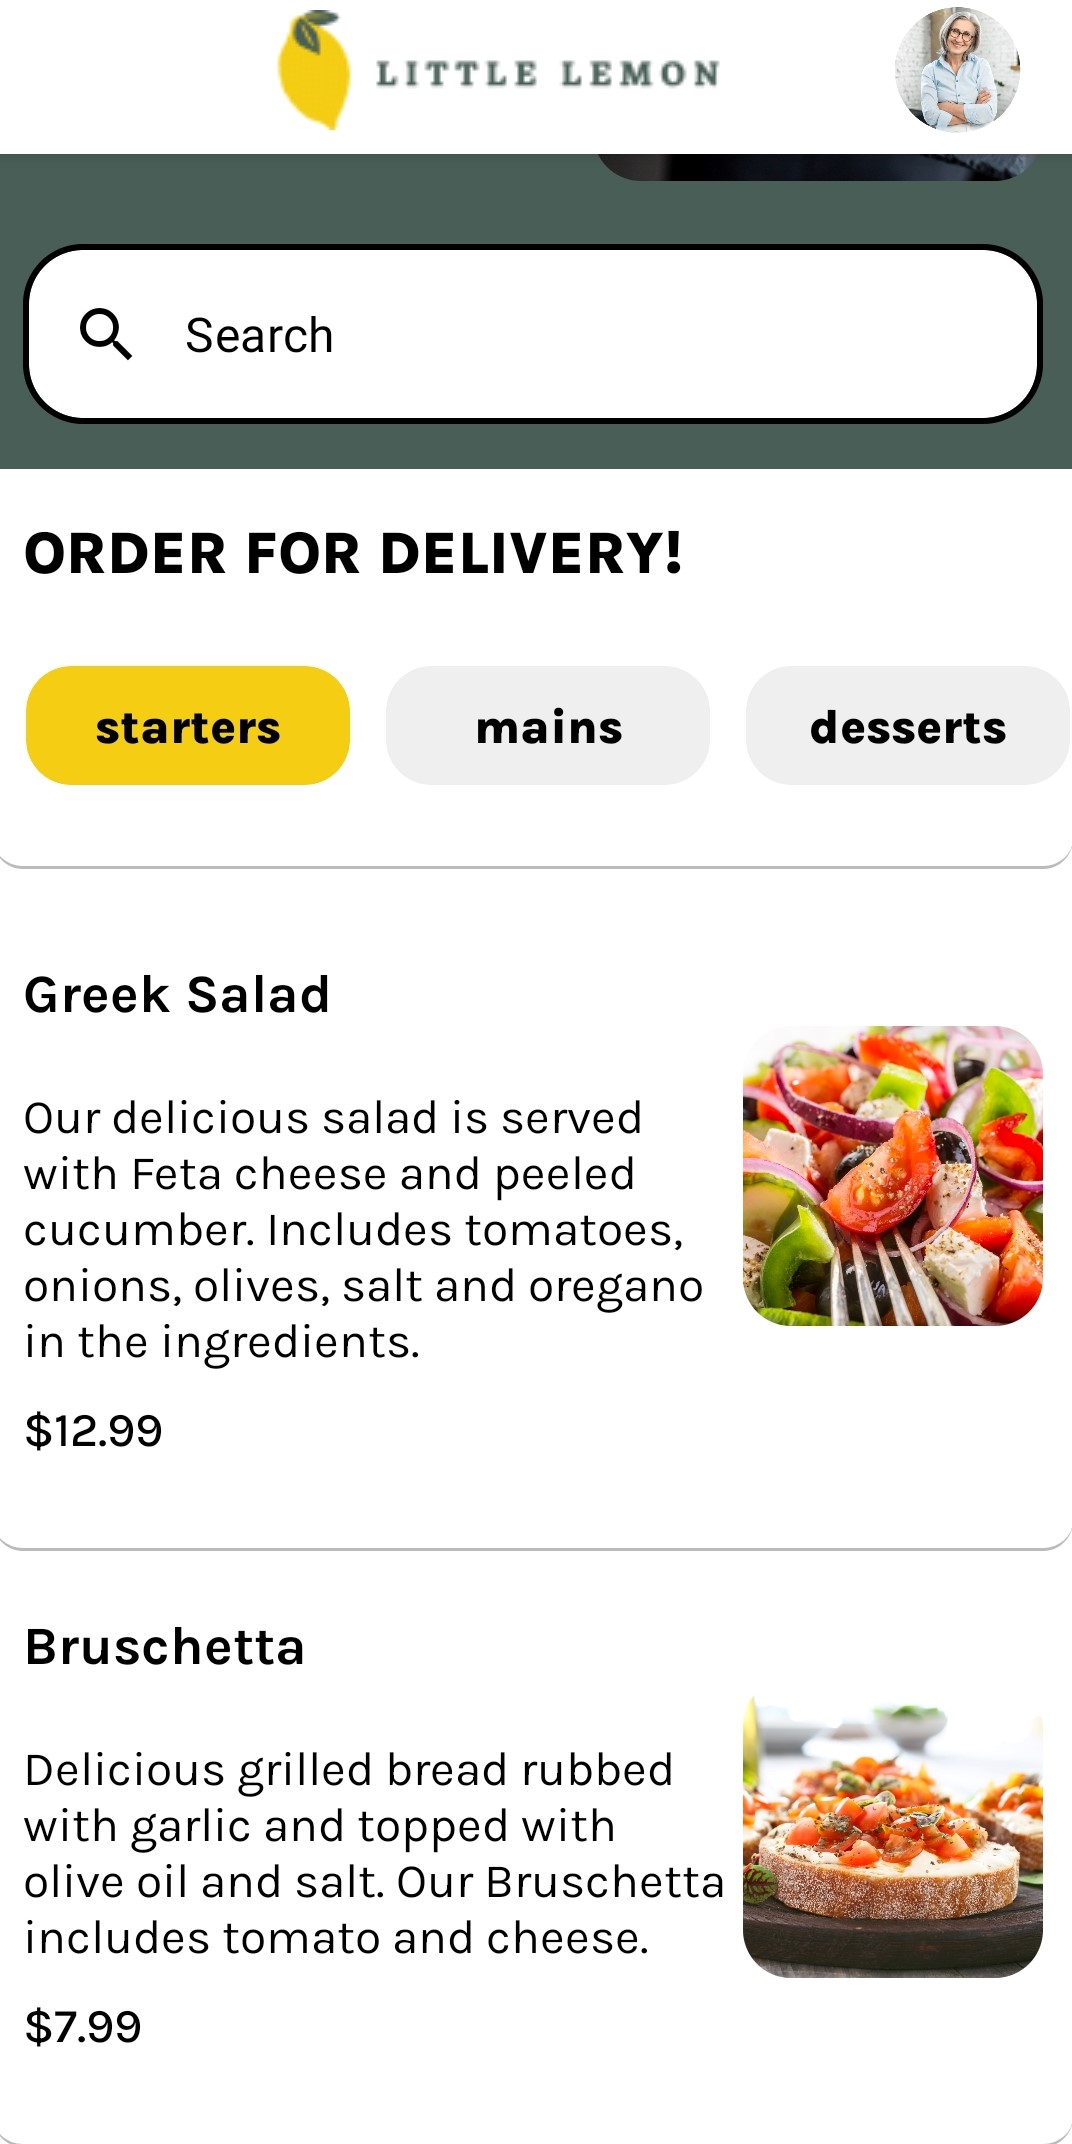 LITTLE LEMON
Search
ORDER FOR DELIVERY!
starters
mains
desserts
Greek Salad
Our delicious salad is served
with Feta cheese and peeled
cucumber. Includes tomatoes,
onions, olives, salt and oregano
in the ingredients.
$12.99
Bruschetta
Delicious grilled bread rubbed
with garlic and topped with
olive oil and salt. Our Bruschetta
includes tomato and cheese.
$7.99